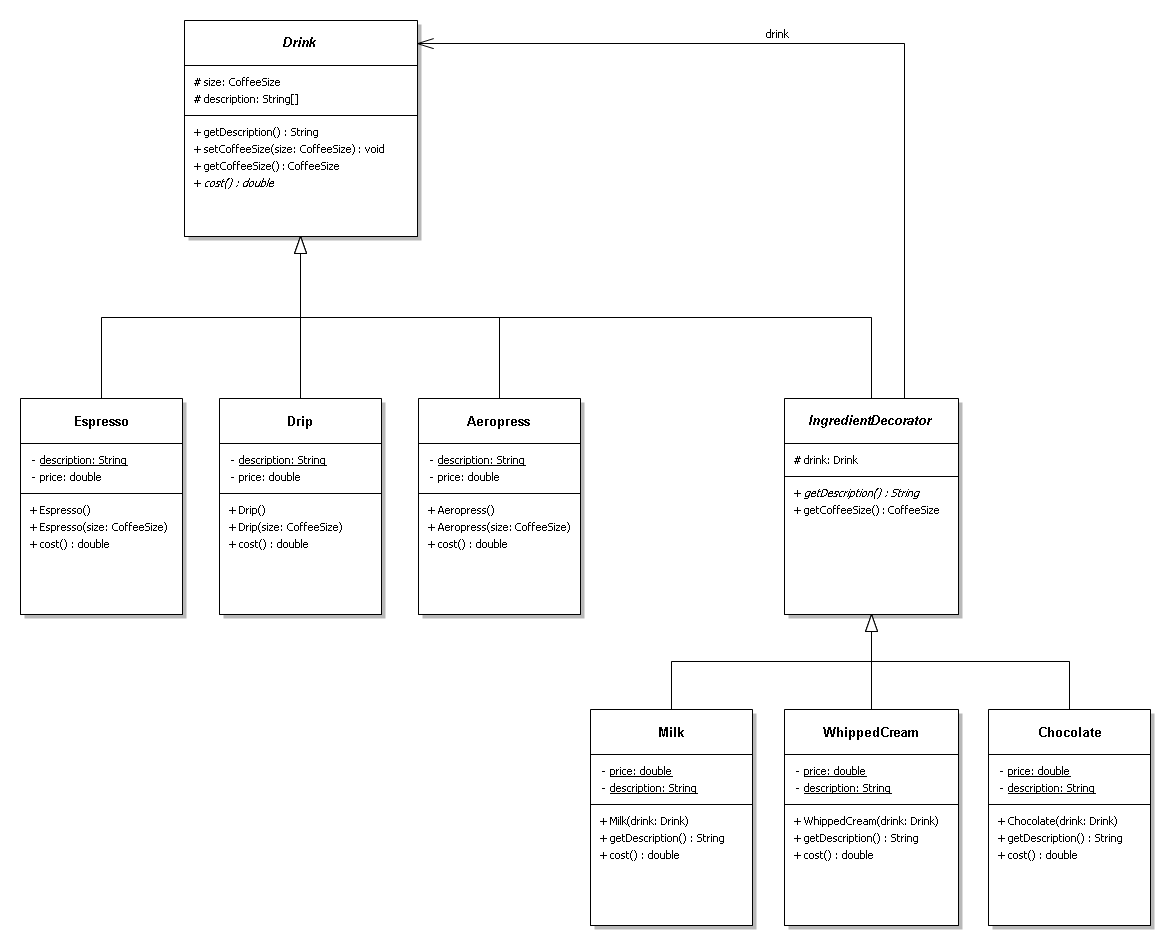 Drink
# size: CoffeeSize
# description: String[]
+ getDescription() : String
+ setCoffeeSize(size: CoffeeSize) : void
+ getCoffeeSize() : CoffeeSize
+ cost() : double
drink
Espresso
- description: String
- price: double
+ Espresso()
+ Espresso(size: CoffeeSize)
+ cost() : double
Drip
- description: String
- price: double
+ Drip()
+ Drip(size: CoffeeSize)
+ cost() : double
Aeropress
- description: String
- price: double
+ Aeropress()
+ Aeropress(size: CoffeeSize)
+ cost() : double
IngredientDecorator
# drink: Drink
+ getDescription() : String
+ getCoffeeSize() : CoffeeSize
Milk
- price: double
- description: String
+ Milk(drink: Drink)
+ getDescription() : String
+ cost() : double
WhippedCream
- price: double
- description: String
+ WhippedCream(drink: Drink)
+ getDescription() : String
+ cost() : double
Chocolate
- price: double
- description: String
+ Chocolate(drink: Drink)
+ getDescription() : String
+ cost() : double